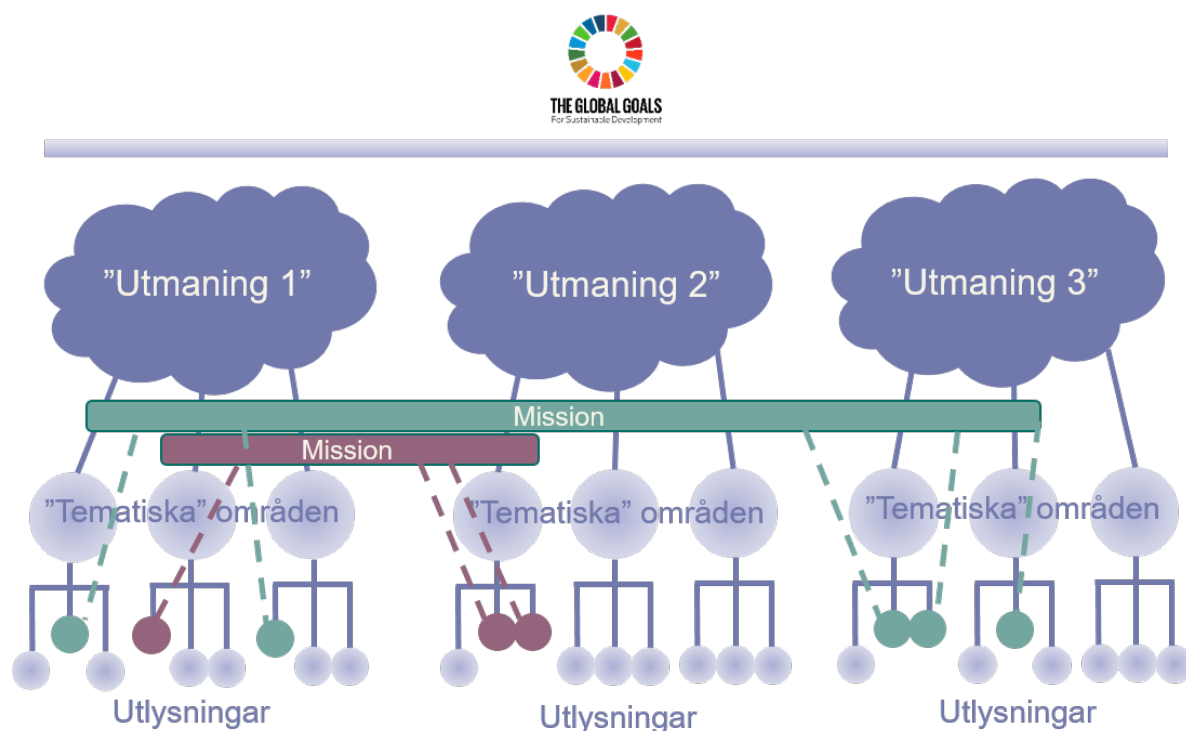 THE GLOBAL GOALS
For Sustainable Development
”Utmaning 1”
”Utmaning 2”
”Utmaning 3”
Mission
Mission
”Tematiska” områden
”Tematiska” områden
”Tematiska” områden
Utlysningar
Utlysningar
Utlysningar